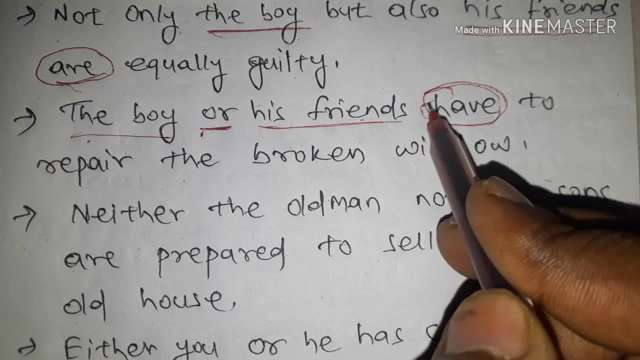 → Not only the boy but also his friends
Made with KINEMASTER
are equally guilty.
→ The boy or his friends have to
repair the broken
→ Neither the oldman
are prepared to sell
old house.
→ Either you or he has